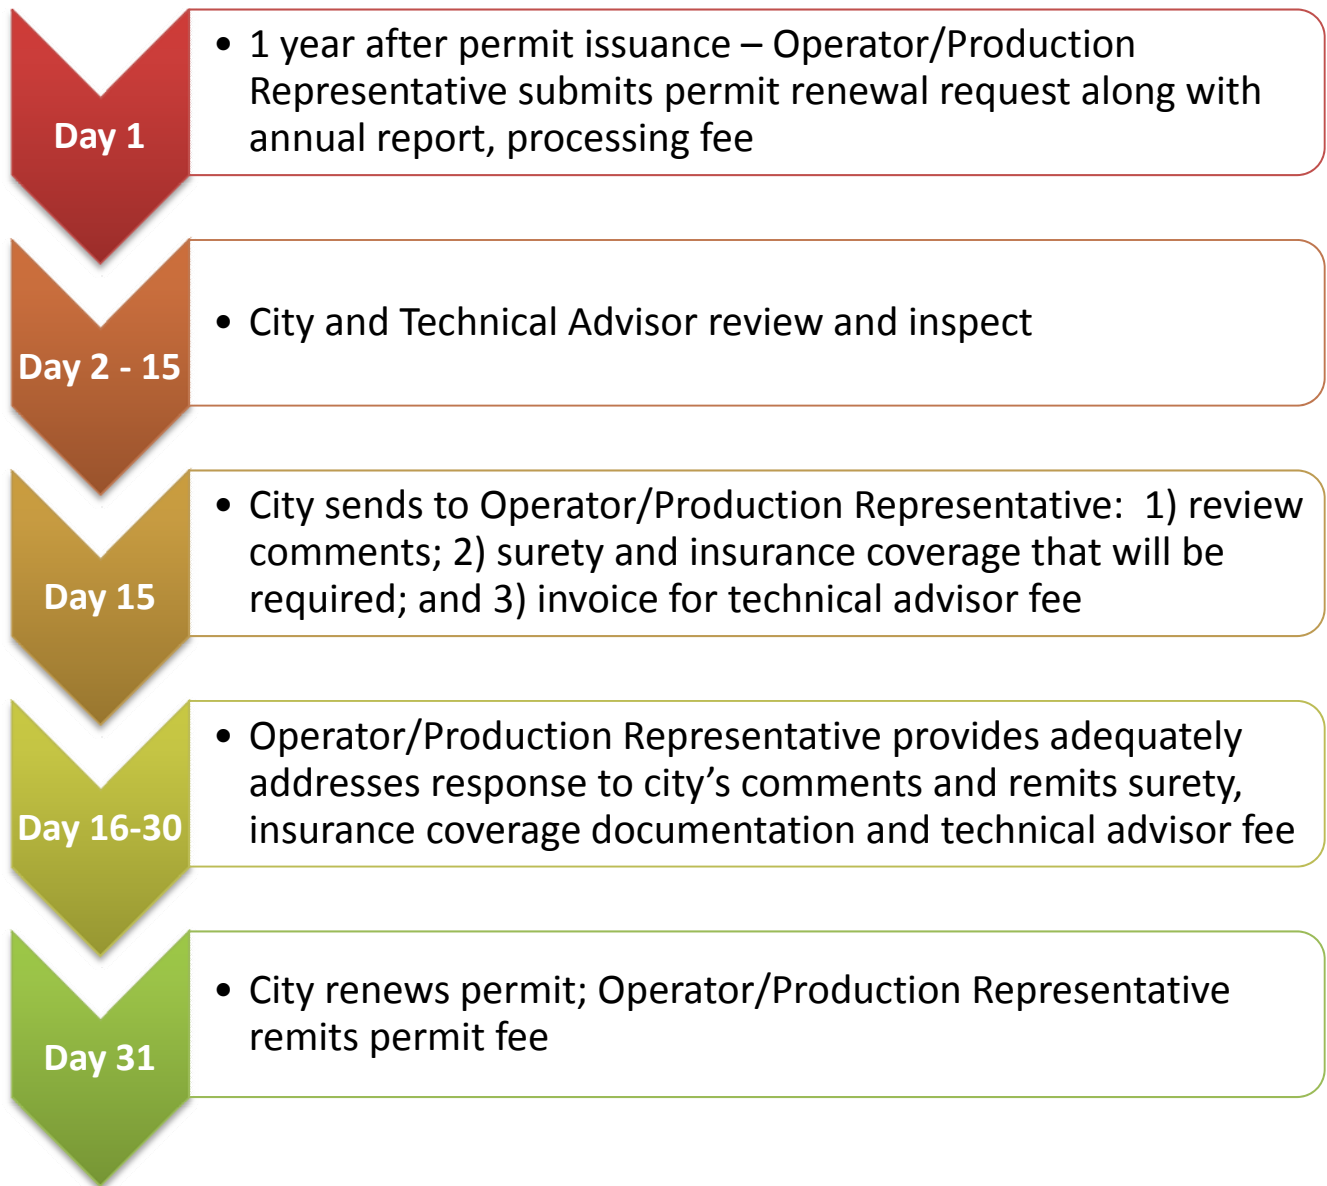 Day 1
• 1 year after permit issuance – Operator/Production
Representative submits permit renewal request along with
annual report, processing fee
Day 2 - 15
• City and Technical Advisor review and inspect
Day 15
• City sends to Operator/Production Representative:  1) review
comments; 2) surety and insurance coverage that will be
required; and 3) invoice for technical advisor fee
Day 16-30
• Operator/Production Representative provides adequately
addresses response to city’s comments and remits surety,
insurance coverage documentation and technical advisor fee
Day 31
• City renews permit; Operator/Production Representative
remits permit fee